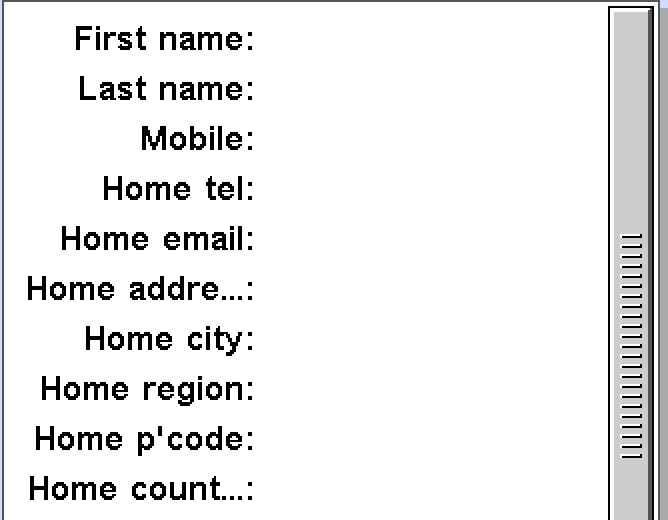 First name:
Last name:
Mobile:
Home tel:
Home email:
Home addre...:
Home city:
Home region:
Home p'code:
Home count...: